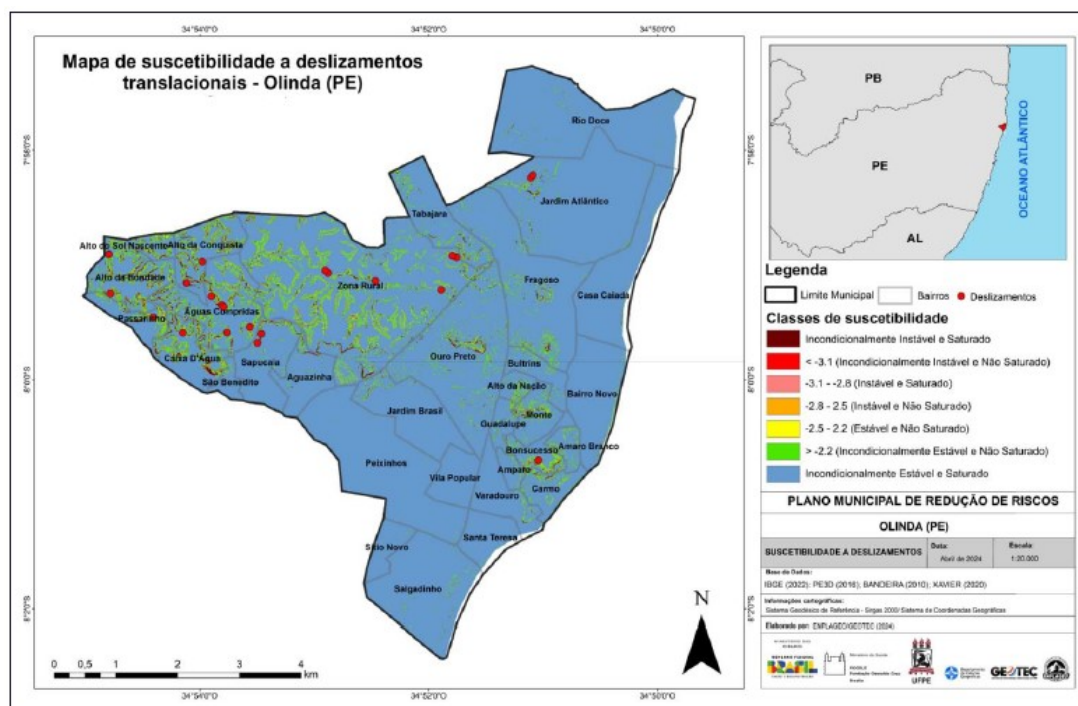 34°54'0"O
34°52'0"O
34°50'0"O
Mapa de suscetibilidade a deslizamentos
translacionais - Olinda (PE)
7°58'0"S
8°0'0"S
8°2'0"S
Rio Doce
Jardim Atlântico
Tabajara
Alto do Sol Nascente
Alto da Conquista
Alto da Bondade
Zona Rural
Fragoso
Casa Caiada
Passarinho
Águas Compridas
Caixa D'Água
Sapucaia
Ouro Preto
Bultrins
São Benedito
Aguazinha
Alto da Nação
Bairro Novo
Jardim Brasil
Monte
Guadalupe
Bonsucesso
Amaro Branco
Peixinhos
Amparo
Vila Popular
Carmo
Varadouro
Santa Teresa
Sítio Novo
Salgadinho
N
0 0,5 1 2 3 4
km
34°54'0"O
34°52'0"O
34°50'0"O
PB
PE
AL
OCEANO ATLÂNTICO
Legenda
Limite Municipal
Bairros
Deslizamentos
Classes de suscetibilidade
Incondicionalmente Instável e Saturado
< -3.1 (Incondicionalmente Instável e Não Saturado)
-3.1 - -2.8 (Instável e Saturado)
-2.8 - 2.5 (Instável e Não Saturado)
-2.5 - 2.2 (Estável e Não Saturado)
> -2.2 (Incondicionalmente Estável e Não Saturado)
Incondicionalmente Estável e Saturado
PLANO MUNICIPAL DE REDUÇÃO DE RISCOS
OLINDA (PE)
SUSCETIBILIDADE A DESLIZAMENTOS
Data:
Abril de 2024
Escala:
1:20.000
Base de Dados:
IBGE (2022); PE3D (2016); BANDEIRA (2010); XAVIER (2020)
Informações cartográficas:
Sistema Geodésico de Referência - Sirgas 2000/ Sistema de Coordenadas Geográficas
Elaborado por: ENPLAGEO/GEOTEC (2024)
BRASIL
UFPE
GEOTEC